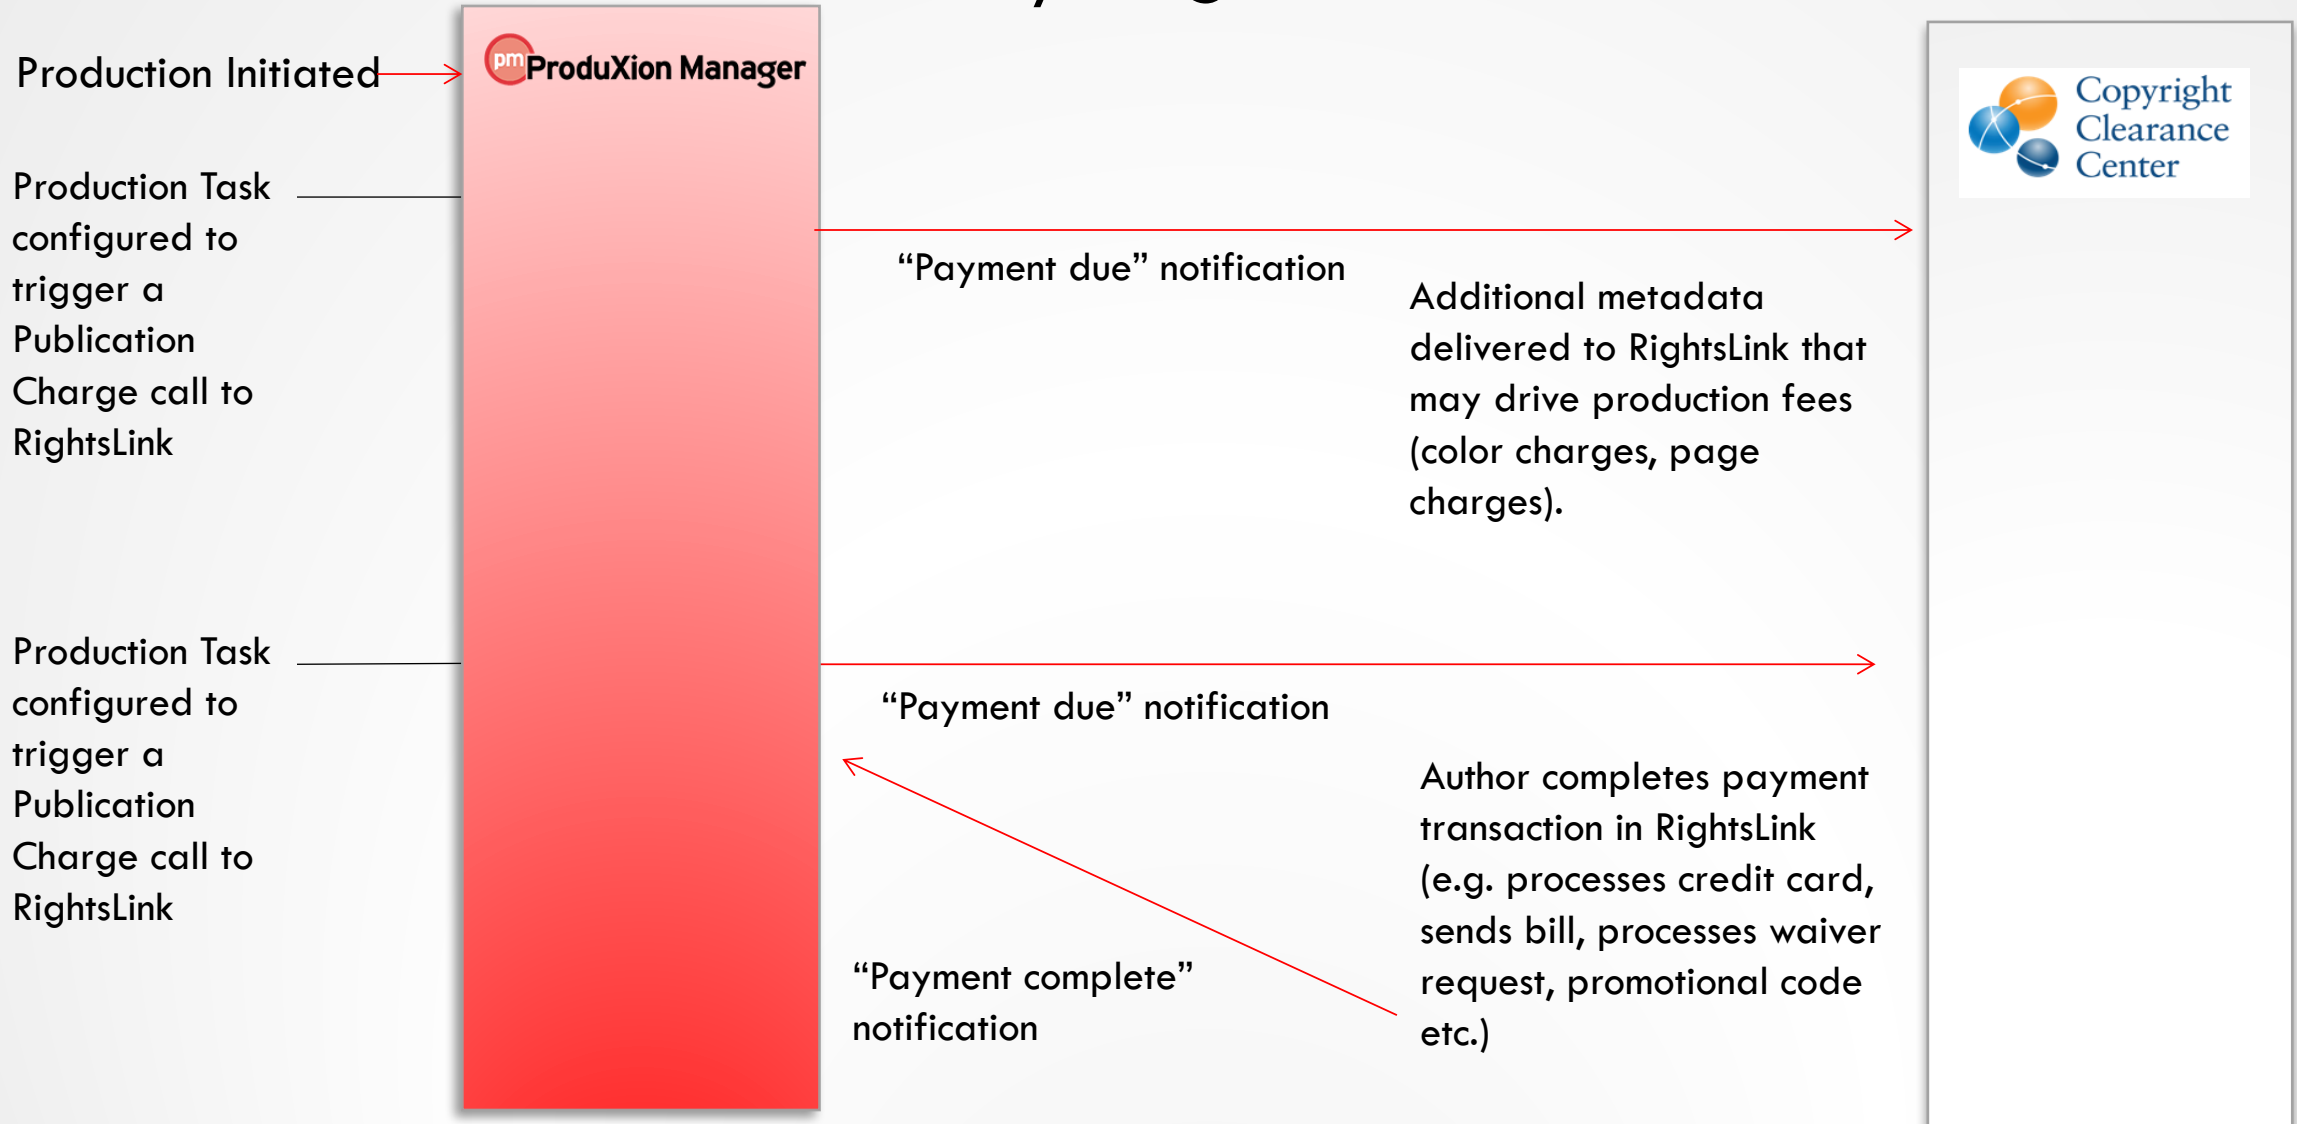 Production Initiated
pm ProduXion Manager
Copyright
Clearance
Center
Production Task
configured to
trigger a
Publication
Charge call to
RightsLink
“Payment due” notification
Additional metadata
delivered to RightsLink that
may drive production fees
(color charges, page
charges).
Production Task
configured to
trigger a
Publication
Charge call to
RightsLink
“Payment due” notification
Author completes payment
transaction in RightsLink
(e.g. processes credit card,
sends bill, processes waiver
request, promotional code
etc.)
“Payment complete”
notification